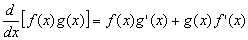 d/dx [f(x)g(x)] = f(x)g'(x) + g(x)f'(x)